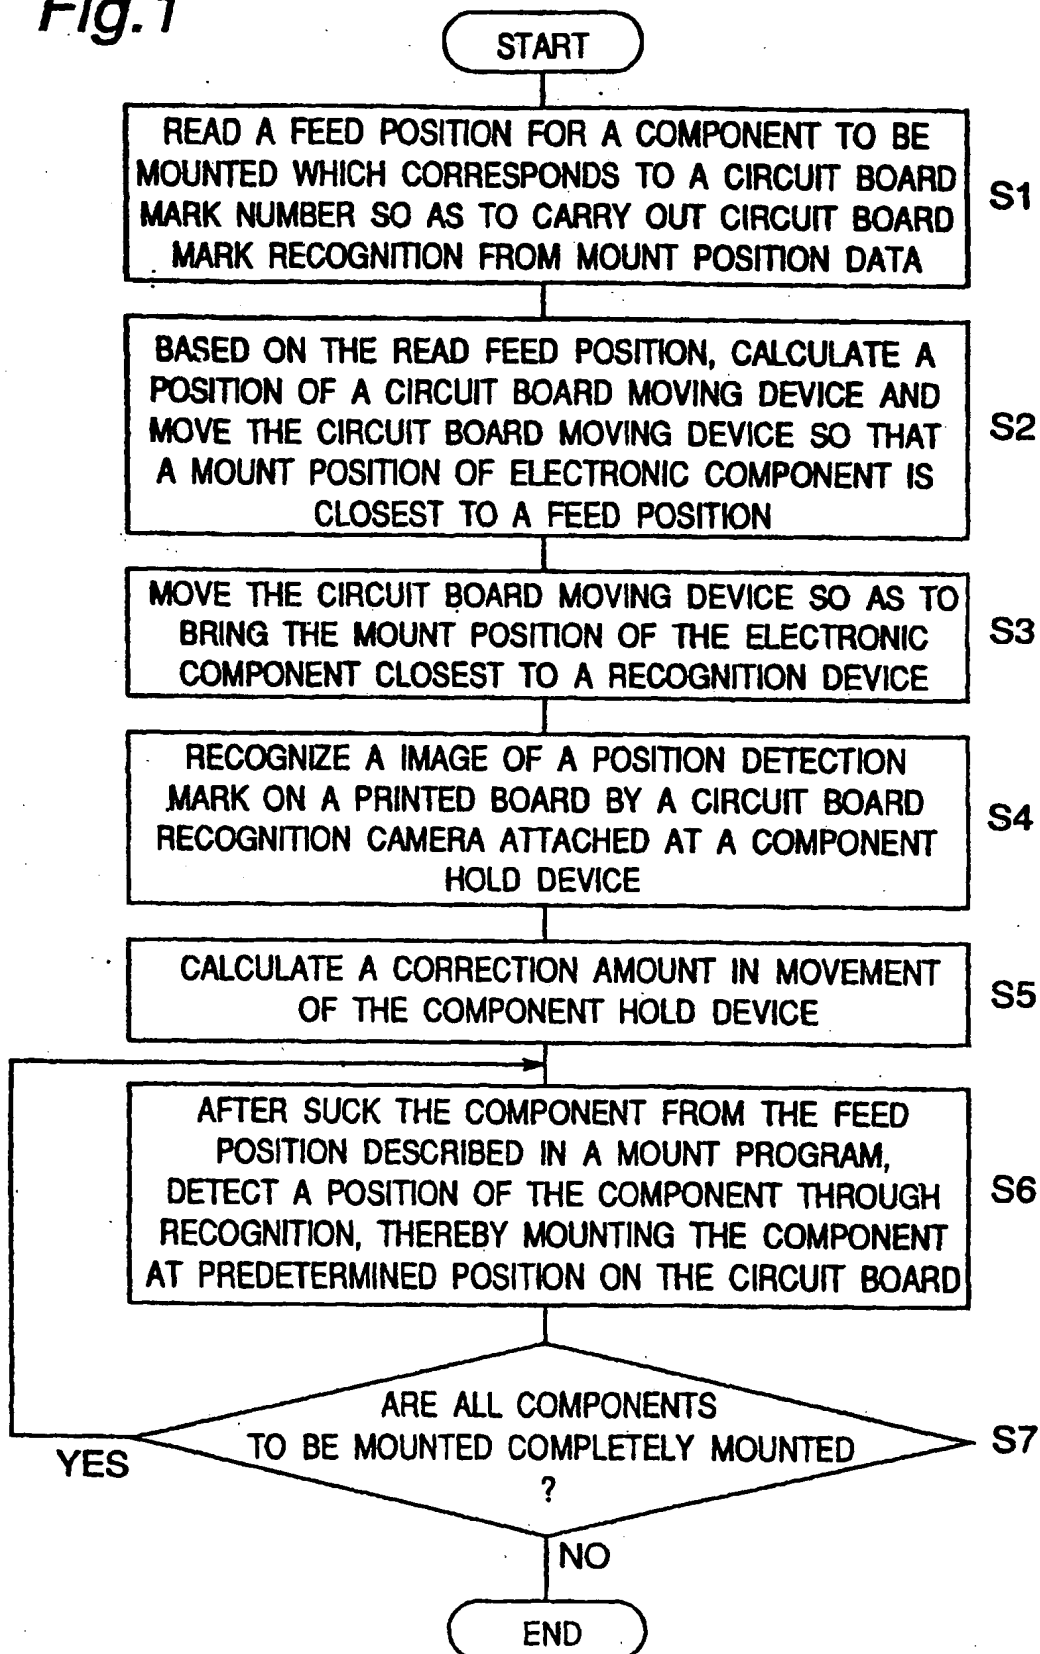 Fig.1
START
READ A FEED POSITION FOR A COMPONENT TO BE
MOUNTED WHICH CORRESPONDS TO A CIRCUIT BOARD
MARK NUMBER SO AS TO CARRY OUT CIRCUIT BOARD
MARK RECOGNITION FROM MOUNT POSITION DATA
S1
BASED ON THE READ FEED POSITION, CALCULATE A
POSITION OF A CIRCUIT BOARD MOVING DEVICE AND
MOVE THE CIRCUIT BOARD MOVING DEVICE SO THAT
A MOUNT POSITION OF ELECTRONIC COMPONENT IS
CLOSEST TO A FEED POSITION
S2
MOVE THE CIRCUIT BOARD MOVING DEVICE SO AS TO
BRING THE MOUNT POSITION OF THE ELECTRONIC
COMPONENT CLOSEST TO A RECOGNITION DEVICE
S3
RECOGNIZE A IMAGE OF A POSITION DETECTION
MARK ON A PRINTED BOARD BY A CIRCUIT BOARD
RECOGNITION CAMERA ATTACHED AT A COMPONENT
HOLD DEVICE
S4
CALCULATE A CORRECTION AMOUNT IN MOVEMENT
OF THE COMPONENT HOLD DEVICE
S5
AFTER SUCK THE COMPONENT FROM THE FEED
POSITION DESCRIBED IN A MOUNT PROGRAM,
DETECT A POSITION OF THE COMPONENT THROUGH
RECOGNITION, THEREBY MOUNTING THE COMPONENT
AT PREDETERMINED POSITION ON THE CIRCUIT BOARD
S6
ARE ALL COMPONENTS
TO BE MOUNTED COMPLETELY MOUNTED
?
S7
YES
NO
END